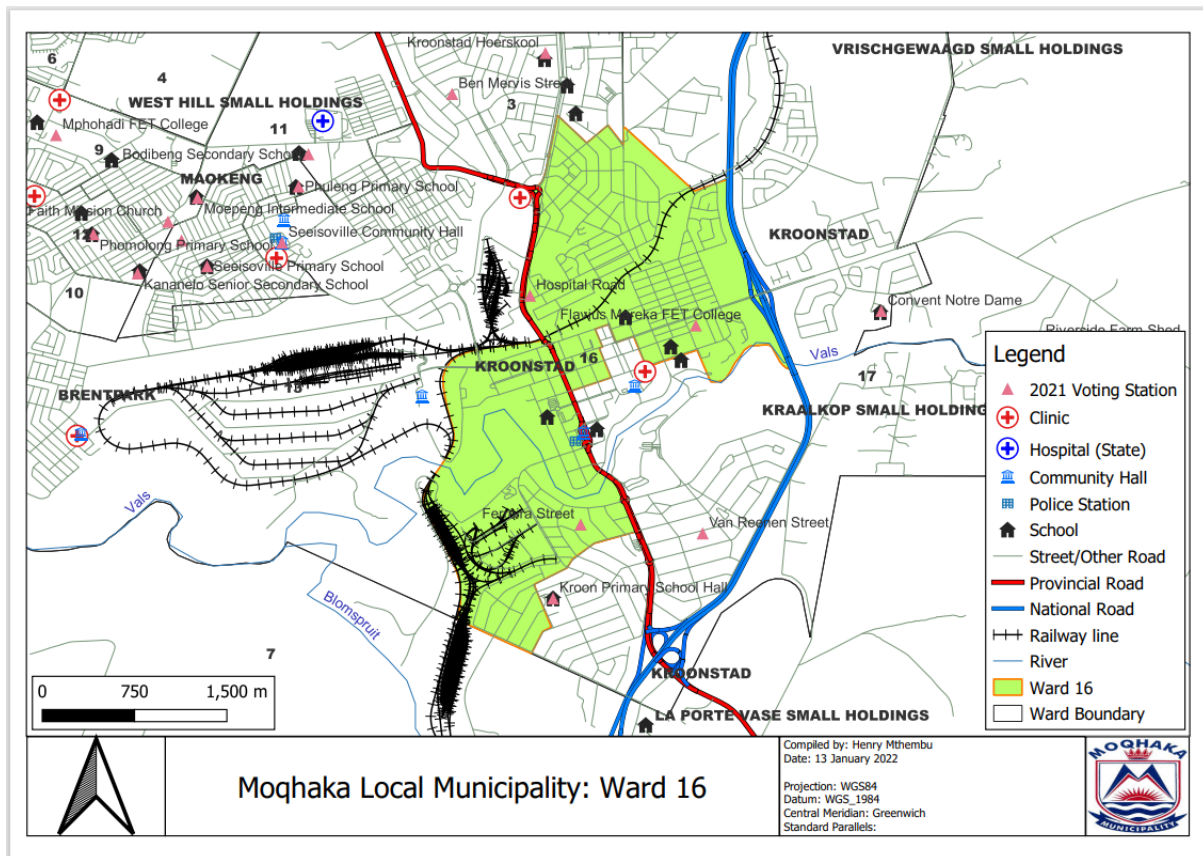 Kroonstad Hoerskool
VRISCHGEWAAGD SMALL HOLDINGS
6
4
Ben Mervis Street
3
WEST HILL SMALL HOLDINGS
Mphohadi FET College
11
9
Bodibeng Secondary School
MAOKENG
Phuleng Primary School
Moepeng Intermediate School
Faith Mission Church
Seeisoville Community Hall
KROONSTAD
12
Phomolong Primary School
Seeisoville Primary School
Kananelo Senior Secondary School
10
Hospital Road
Convent Notre Dame
Flavius Mareka FET College
Riverside Farm Shed
Vals
16
KROONSTAD
17
13
BRENTPARK
KRAALKOP SMALL HOLDING
Vals
Ferreira Street
Van Reenen Street
Kroon Primary School Hall
Blomspruit
7
KROONSTAD
LA PORTE VASE SMALL HOLDINGS
Legend
2021 Voting Station
Clinic
Hospital (State)
Community Hall
Police Station
School
Street/Other Road
Provincial Road
National Road
Railway line
River
Ward 16
Ward Boundary
0 750 1,500 m
Moqhaka Local Municipality: Ward 16
Compiled by: Henry Mthembu
Date: 13 January 2022
Projection: WGS84
Datum: WGS_1984
Central Meridian: Greenwich
Standard Parallels:
MOQHAKA
MUNICIPALITY